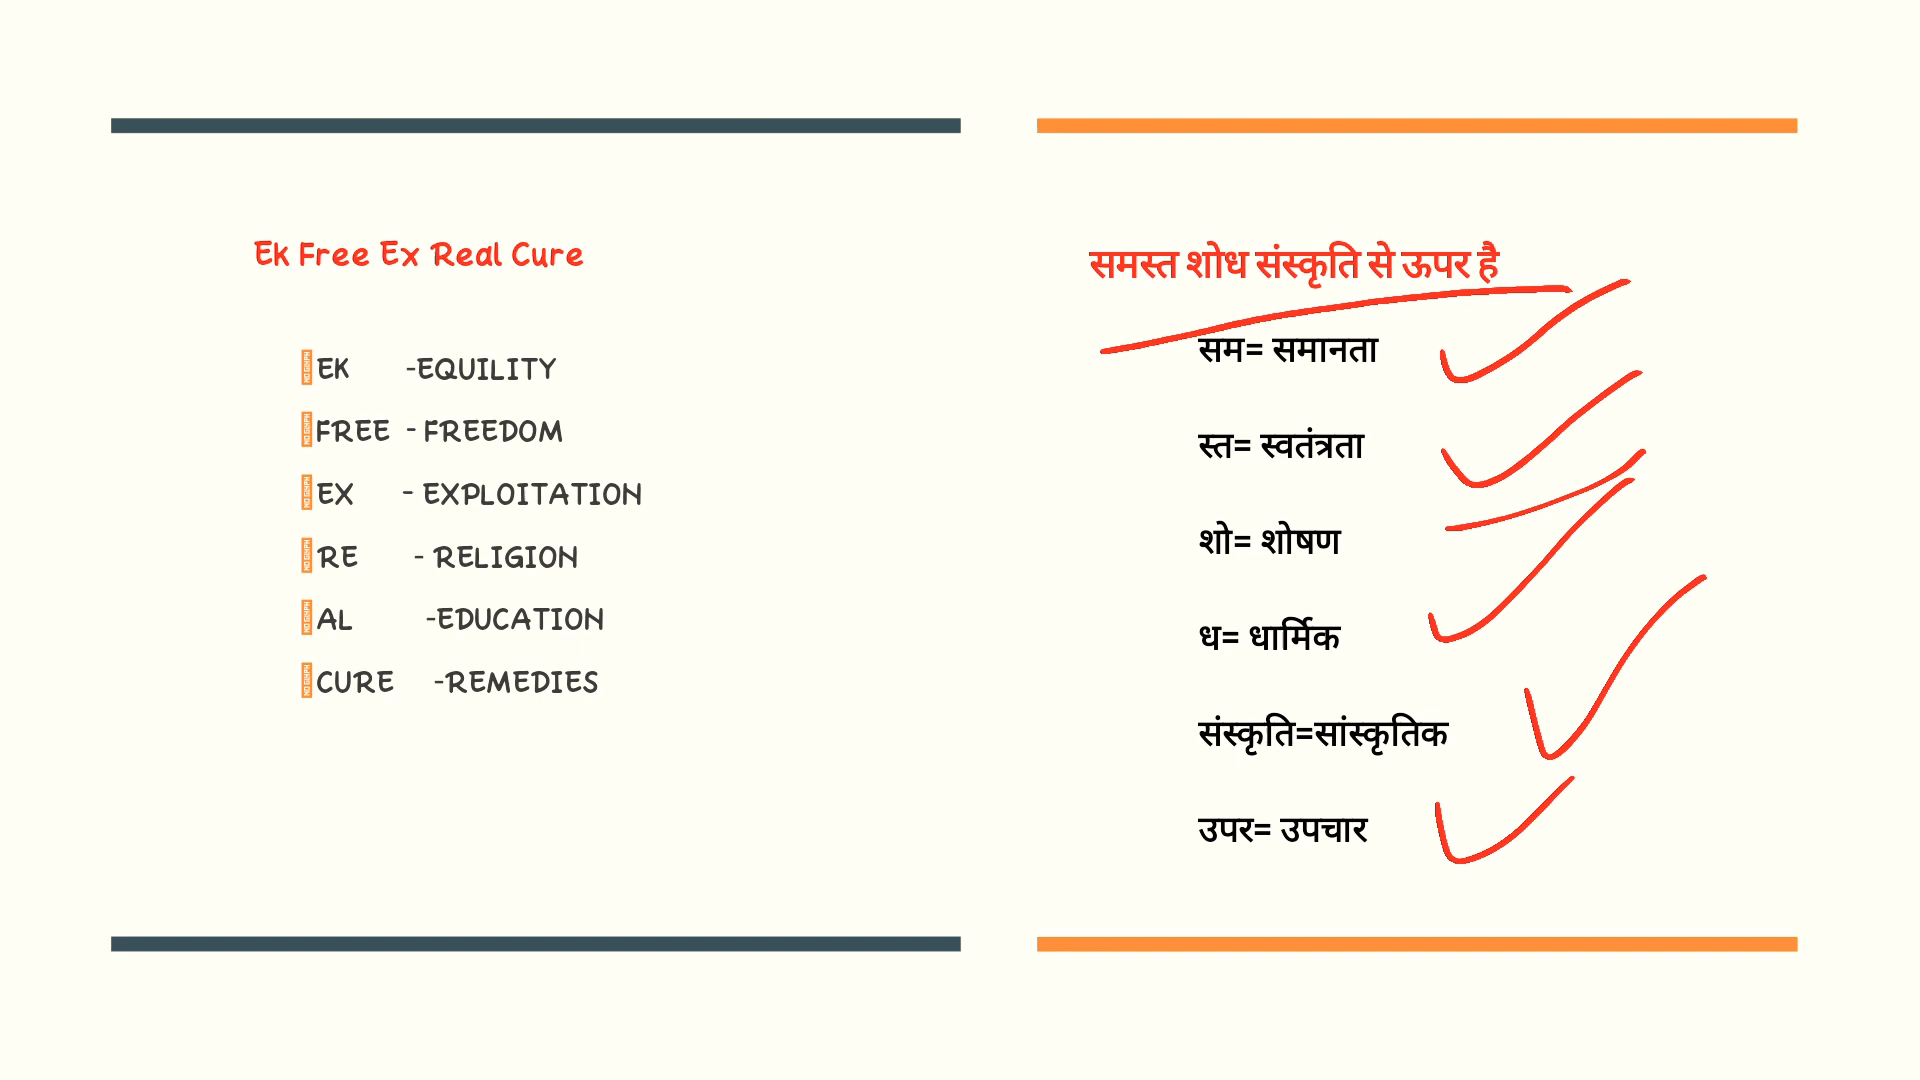 Ek Free Ex Real Cure
EK -EQUILITY
FREE - FREEDOM
EX - EXPLOITATION
RE - RELIGION
AL -EDUCATION
CURE -REMEDIES
समस्त शोध संस्कृति से ऊपर है
सम= समानता
स्त= स्वतंत्रता
शो= शोषण
ध= धार्मिक
संस्कृति=सांस्कृतिक
उपर= उपचार